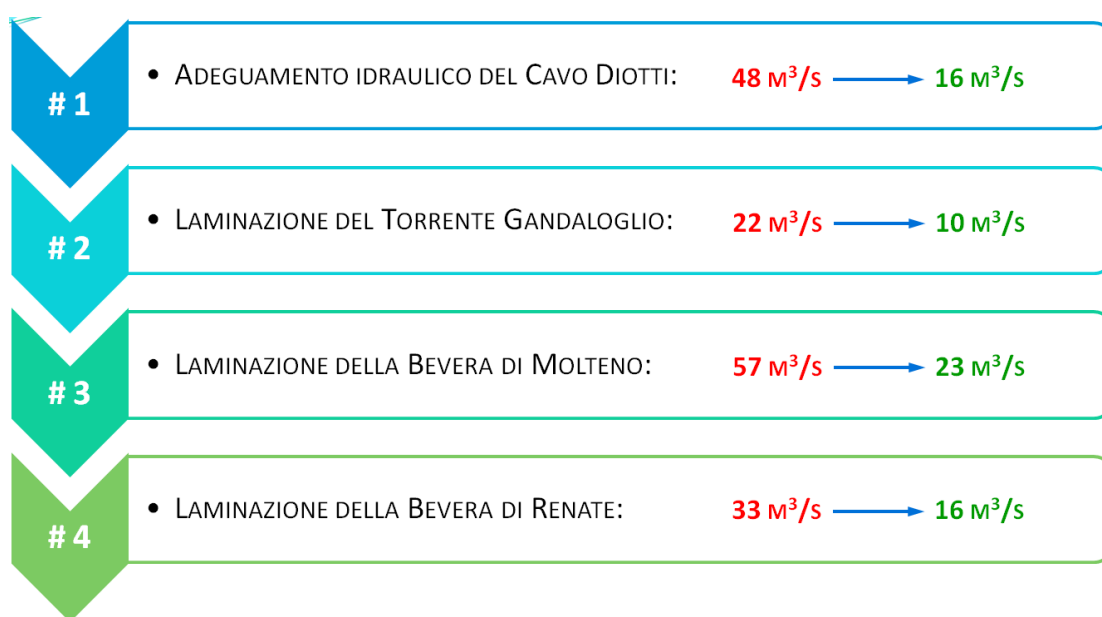 # 1
• Adeguamento idraulico del Cavo Diotti: 48 m³/s → 16 m³/s
# 2
• Laminazione del Torrente Gandaloglio: 22 m³/s → 10 m³/s
# 3
• Laminazione della Bevera di Molteno: 57 m³/s → 23 m³/s
# 4
• Laminazione della Bevera di Renate: 33 m³/s → 16 m³/s